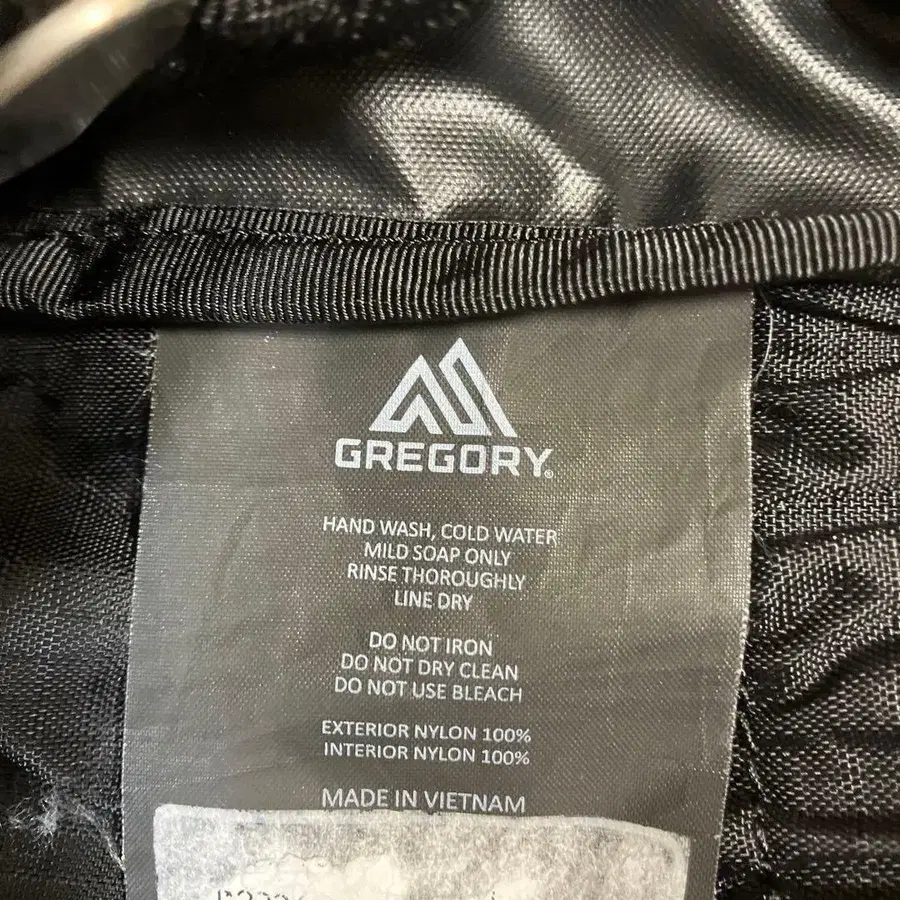 GREGORY®
HAND WASH, COLD WATER
MILD SOAP ONLY
RINSE THOROUGHLY
LINE DRY
DO NOT IRON
DO NOT DRY CLEAN
DO NOT USE BLEACH
EXTERIOR NYLON 100%
INTERIOR NYLON 100%
MADE IN VIETNAM